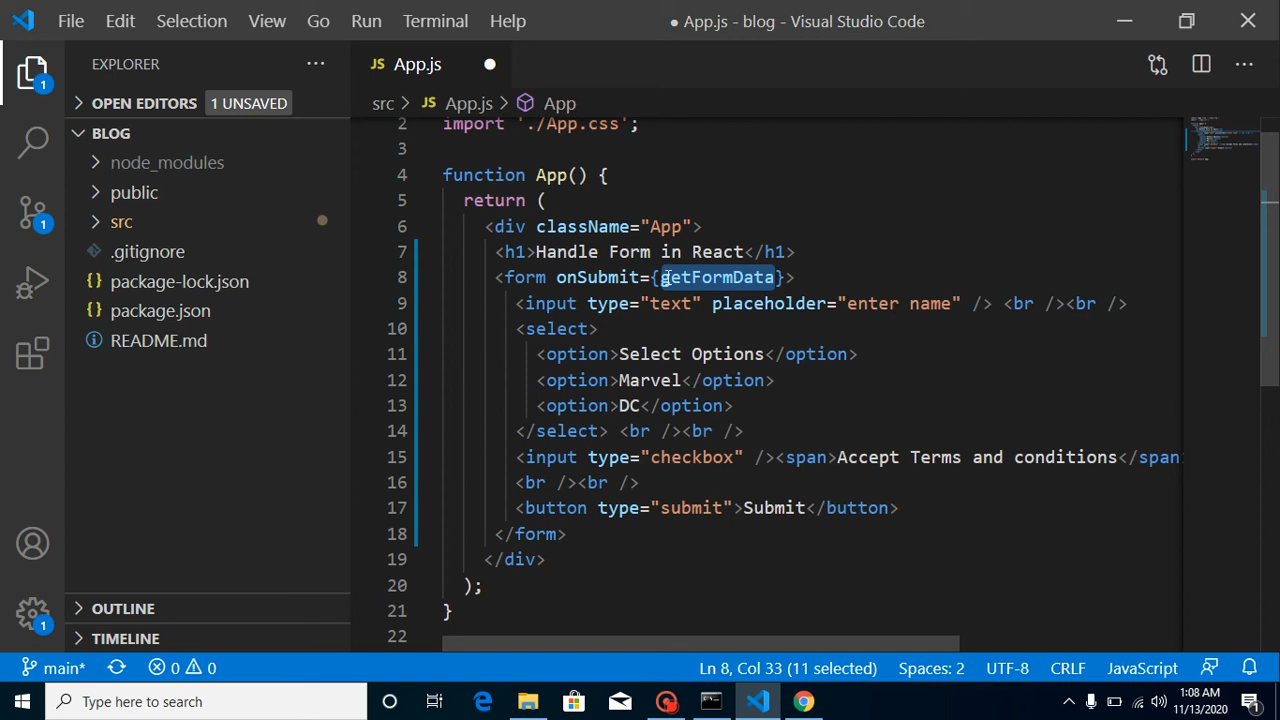 File Edit Selection View Go Run Terminal Help ● App.js - blog - Visual Studio Code
EXPLORER ···
JS App.js ●
OPEN EDITORS 1 UNSAVED
src > JS App.js > App
BLOG
node_modules
public
src
.gitignore
package-lock.json
package.json
README.md
OUTLINE
TIMELINE
2 import './App.css';
3
4 function App() {
5 return (
6 <div className="App">
7 <h1>Handle Form in React</h1>
8 <form onSubmit={getFormData}>
9 <input type="text" placeholder="enter name" /> <br /><br />
10 <select>
11 <option>Select Options</option>
12 <option>Marvel</option>
13 <option>DC</option>
14 </select> <br /><br />
15 <input type="checkbox" /><span>Accept Terms and conditions</span
16 <br /><br />
17 <button type="submit">Submit</button>
18 </form>
19 </div>
20 );
21 }
22
1
1
1
1
main* 0 0 Ln 8, Col 33 (11 selected) Spaces: 2 UTF-8 CRLF JavaScript
Type here to search
1:08 AM
11/13/2020